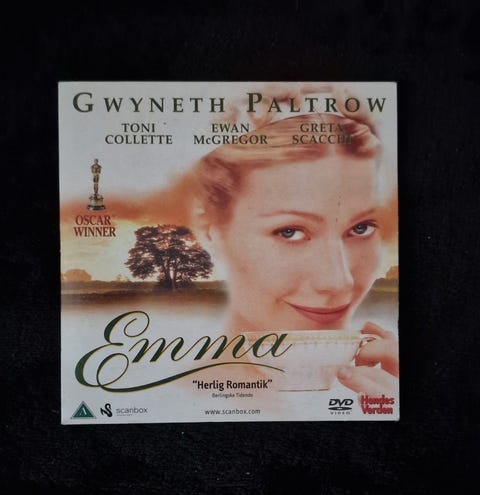 GWYNETH PALTROW
TONI EWAN GRETA
COLLETTE McGREGOR SCACCHI
OSCAR
WINNER
Emma
"Herlig Romantik"
Berlingske Tidende
scanbox
www.scanbox.com
DVD
VIDEO
Hendes
Verden